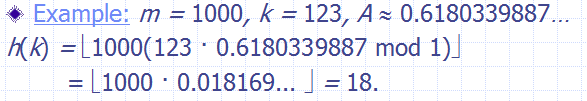 Example: m = 1000, k = 123, A ≈ 0.6180339887…
h(k) = ⌊1000(123 · 0.6180339887 mod 1)⌋
= ⌊1000 · 0.018169... ⌋ = 18.